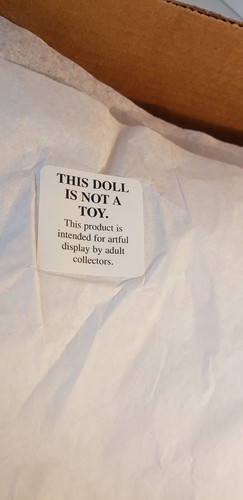 THIS DOLL
IS NOT A
TOY.
This product is
intended for artful
display by adult
collectors.